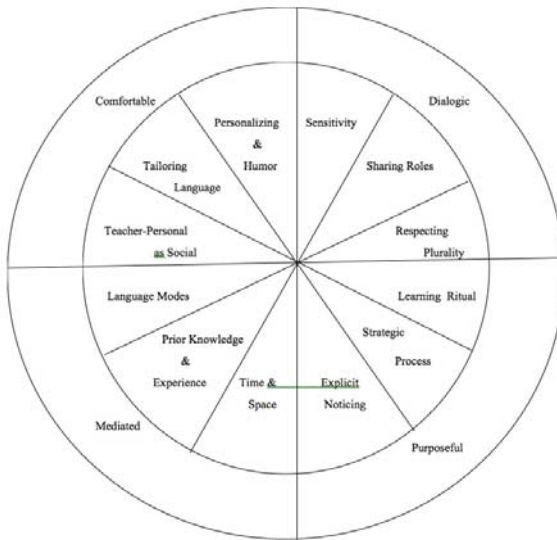 Comfortable
Dialogic
Personalizing
&
Humor
Sensitivity
Tailoring
Language
Sharing Roles
Teacher-Personal
as Social
Respecting
Plurality
Language Modes
Learning Ritual
Prior Knowledge
&
Experience
Strategic
Process
Time &
Space
Explicit
Noticing
Mediated
Purposeful